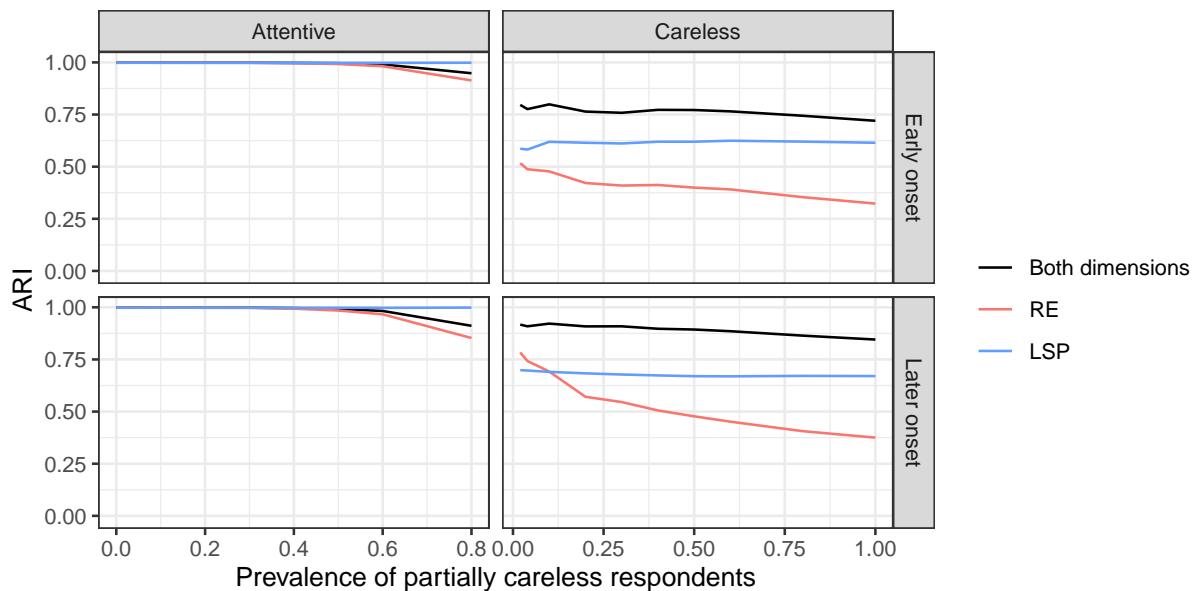 Attentive
Careless
1.00
0.75
0.50
0.25
0.00
Early onset
1.00
0.75
0.50
0.25
0.00
Later onset
ARI
0.0 0.2 0.4 0.6 0.8
0.00 0.25 0.50 0.75 1.00
Prevalence of partially careless respondents
Both dimensions
RE
LSP